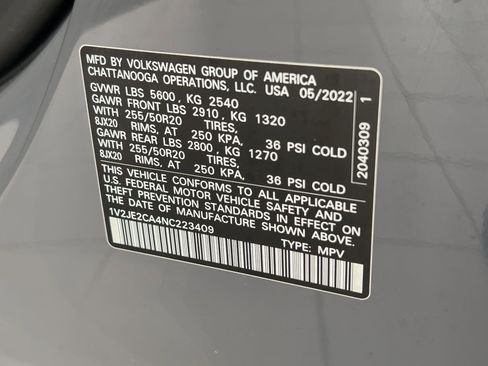 MFD BY VOLKSWAGEN GROUP OF AMERICA
CHATTANOOGA OPERATIONS, LLC. USA 05/2022
GVWR LBS 5600 , KG 2540
GAWR FRONT LBS 2910 , KG 1320
WITH 255/50R20 TIRES,
8JX20 RIMS, AT 250 KPA, 36 PSI COLD
GAWR REAR LBS 2800 , KG 1270
WITH 255/50R20 TIRES,
8JX20 RIMS, AT 250 KPA, 36 PSI COLD
THIS VEHICLE CONFORMS TO ALL APPLICABLE
U.S. FEDERAL MOTOR VEHICLE SAFETY AND
THEFT PREVENTION STANDARDS IN EFFECT ON
THE DATE OF MANUFACTURE SHOWN ABOVE.
1V2JE2CA4NC223409
TYPE: MPV
2040309 1